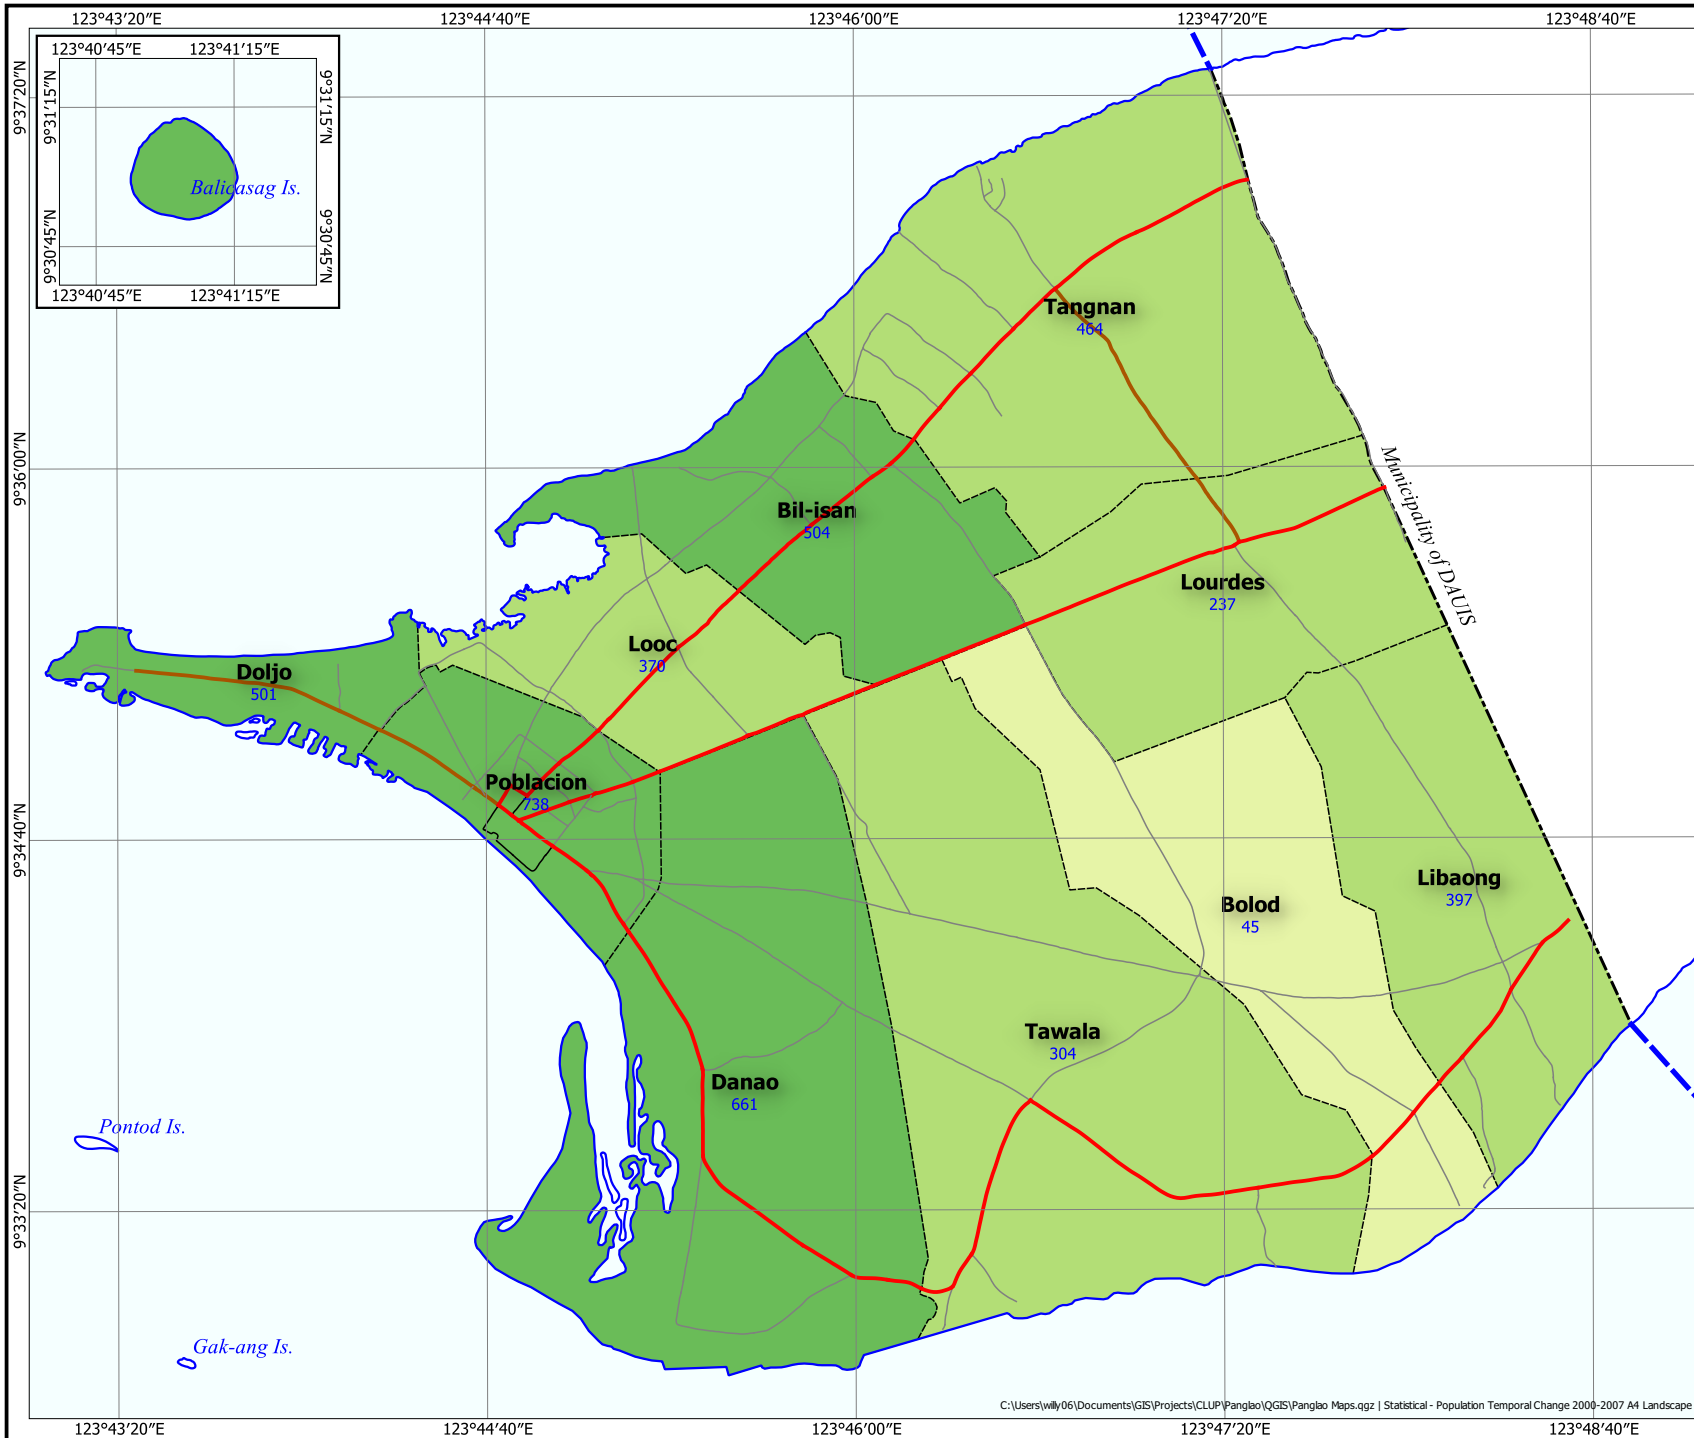 123°43'20"E
123°44'40"E
123°46'00"E
123°47'20"E
123°48'40"E
123°40'45"E
123°41'15"E
9°31'15"N
9°31'15"N
Balicasag Is.
9°30'45"N
9°30'45"N
123°40'45"E
123°41'15"E
9°37'20"N
9°36'00"N
9°34'40"N
9°33'20"N
Tangnan
464
Municipality of DAUIS
Bil-isan
504
Lourdes
237
Looc
370
Doljo
501
Poblacion
738
Libaong
397
Bolod
45
Tawala
304
Danao
661
Pontod Is.
Gak-ang Is.
C:\Users\willy06\Documents\GIS\Projects\CLUP\Panglao\QGIS\Panglao Maps.qgz | Statistical - Population Temporal Change 2000-2007 A4 Landscape
123°43'20"E
123°44'40"E
123°46'00"E
123°47'20"E
123°48'40"E